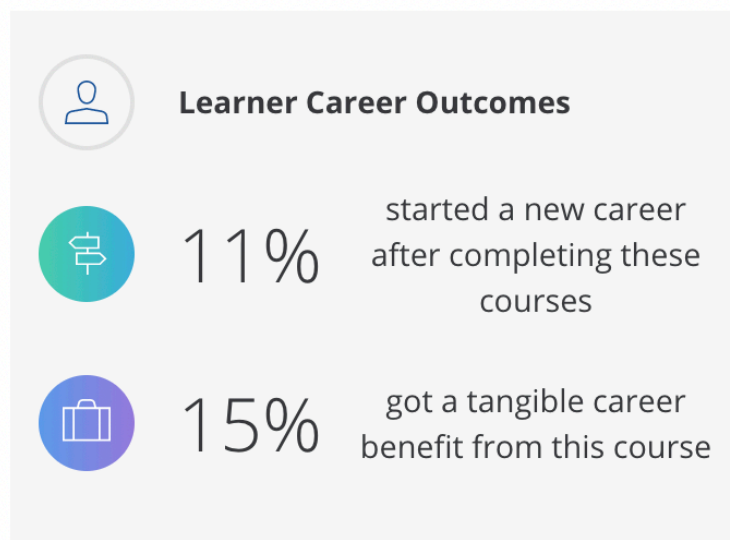 Learner Career Outcomes
11%
started a new career
after completing these
courses
15%
got a tangible career
benefit from this course